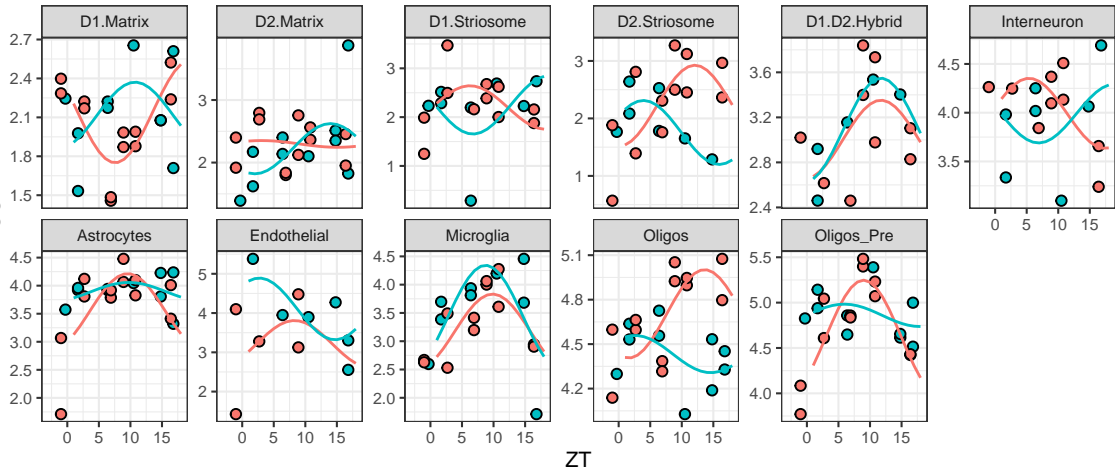 D1.Matrix D2.Matrix D1.Striosome D2.Striosome D1.D2.Hybrid Interneuron
2.7 2.4 2.1 1.8 1.5
3 2
3 2 1
3 2 1
3.6 3.0 2.4
4.5 4.0 3.5
0 5 10 15
Astrocytes Endothelial Microglia Oligos Oligos_Pre
4.5 4.0 3.5 3.0 2.5 2.0
5 4 3 2
4.5 4.0 3.5 3.0 2.5 2.0
5.1 4.8 4.5 4.2
5.5 5.0 4.5 4.0
0 5 10 15 0 5 10 15 0 5 10 15 0 5 10 15 0 5 10 15
ZT